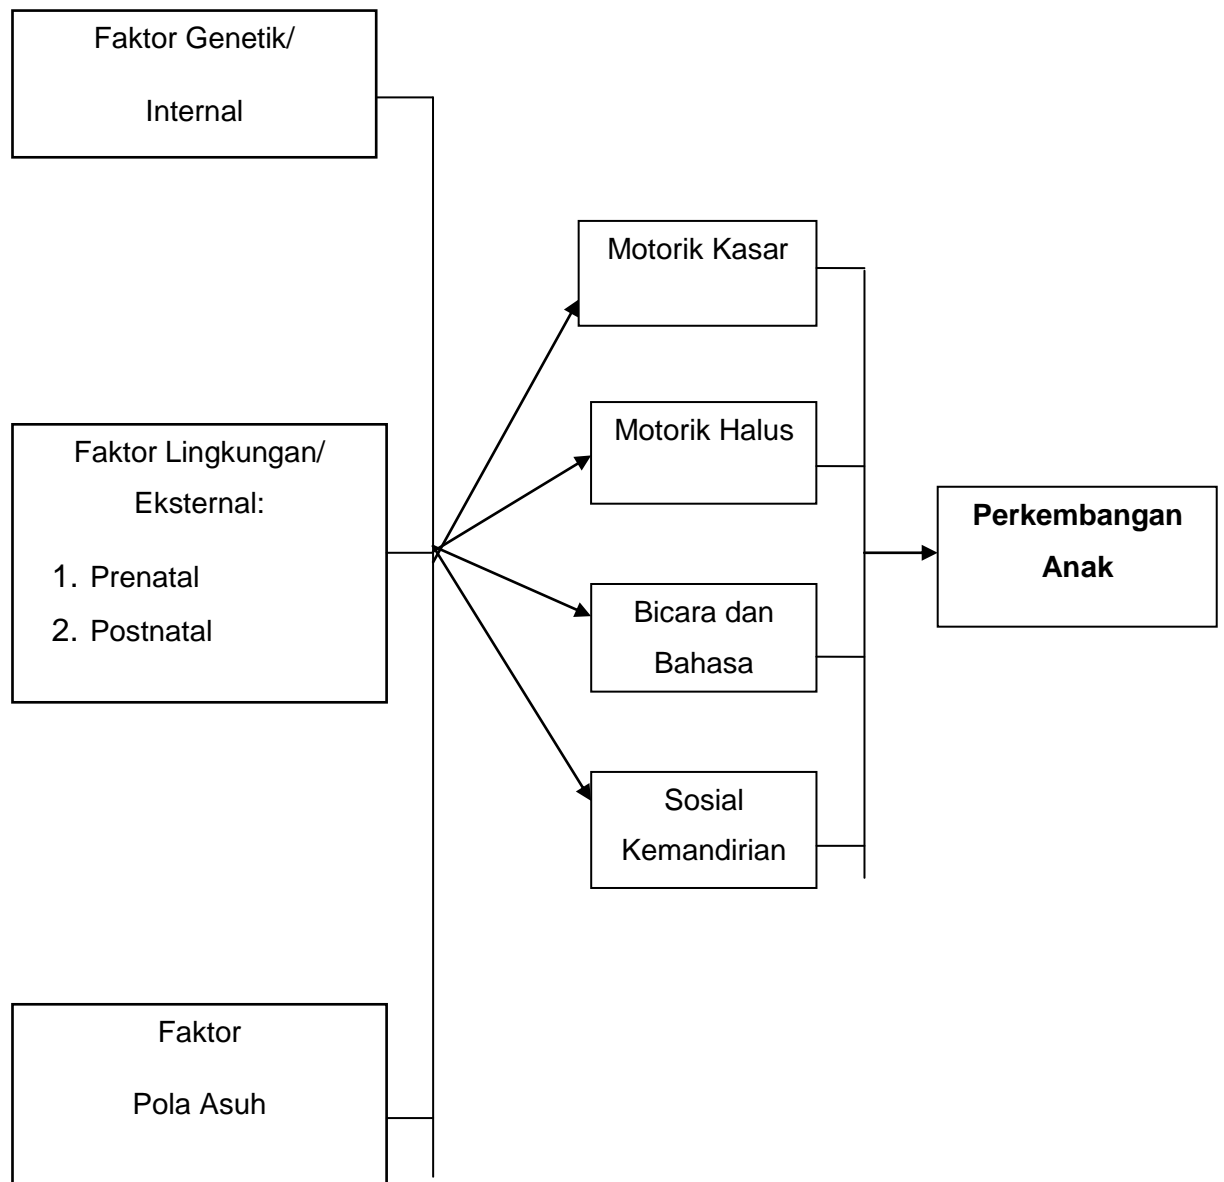 Faktor Genetik/
Internal
Faktor Lingkungan/
Eksternal:
1. Prenatal
2. Postnatal
Faktor
Pola Asuh
Motorik Kasar
Motorik Halus
Bicara dan
Bahasa
Sosial
Kemandirian
Perkembangan
Anak